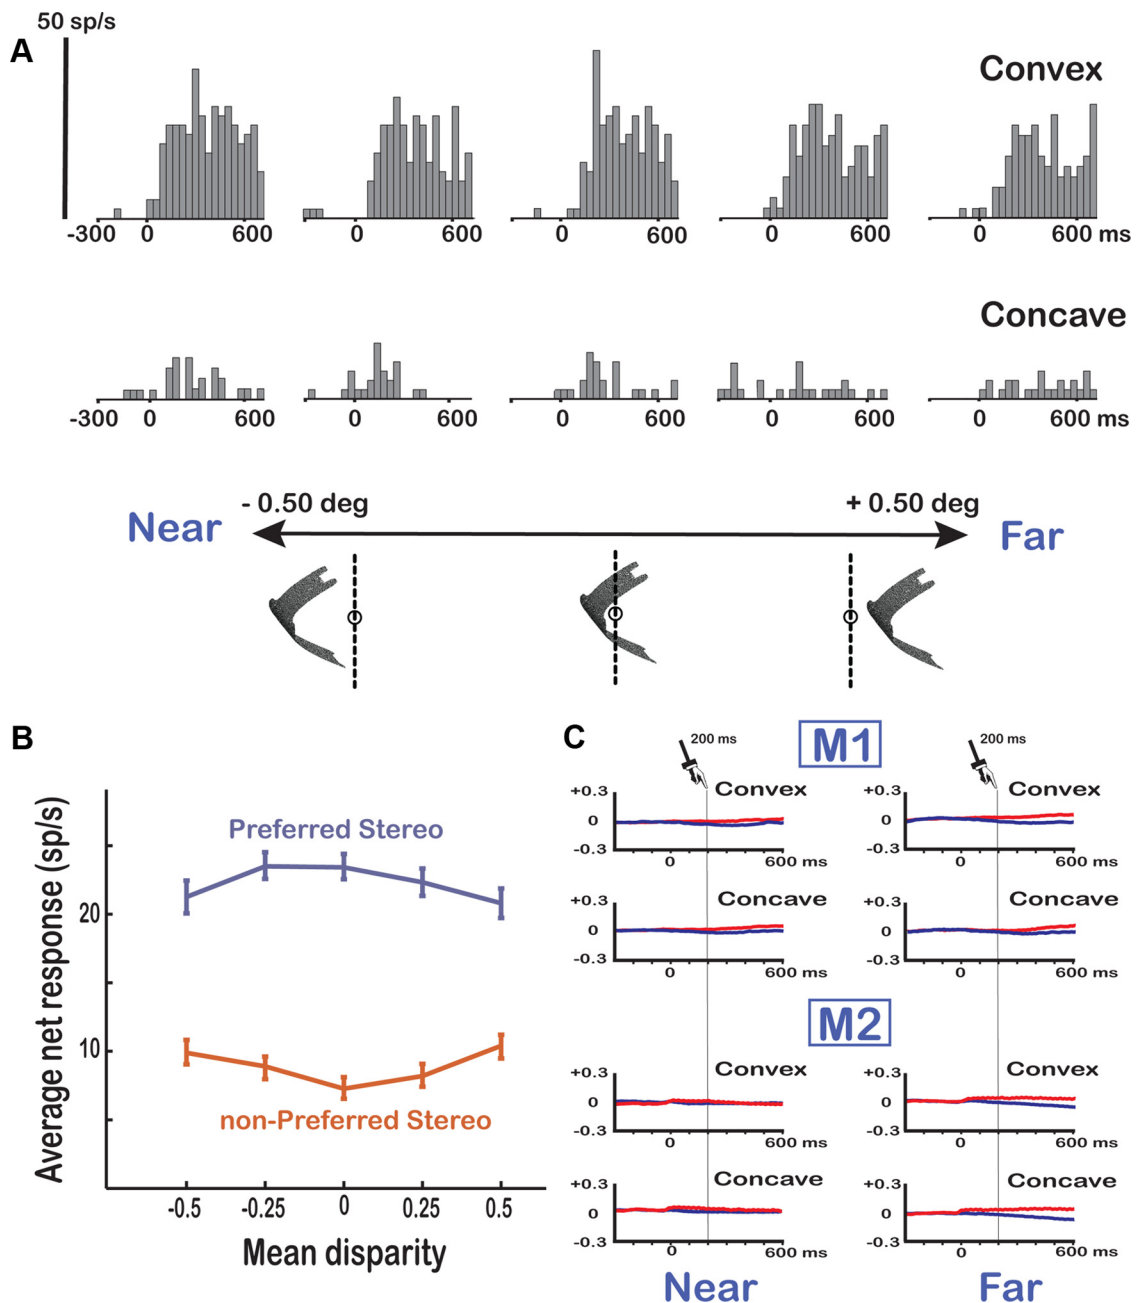 50 sp/s
A
Convex
-300 0 600 0 600 0 600 0 600 0 600 ms
Concave
-300 0 600 0 600 0 600 0 600 0 600 ms
- 0.50 deg + 0.50 deg
Near Far
B
Average net response (sp/s)
Preferred Stereo
20
10
non-Preferred Stereo
-0.5 -0.25 0 0.25 0.5
Mean disparity
C
M1
200 ms 200 ms
Convex Convex
+0.3 +0.3
0 0
-0.3 -0.3
0 600 ms 0 600 ms
Concave Concave
+0.3 +0.3
0 0
-0.3 -0.3
0 600 ms 0 600 ms
M2
Convex Convex
+0.3 +0.3
0 0
-0.3 -0.3
0 600 ms 0 600 ms
Concave Concave
+0.3 +0.3
0 0
-0.3 -0.3
0 600 ms 0 600 ms
Near Far